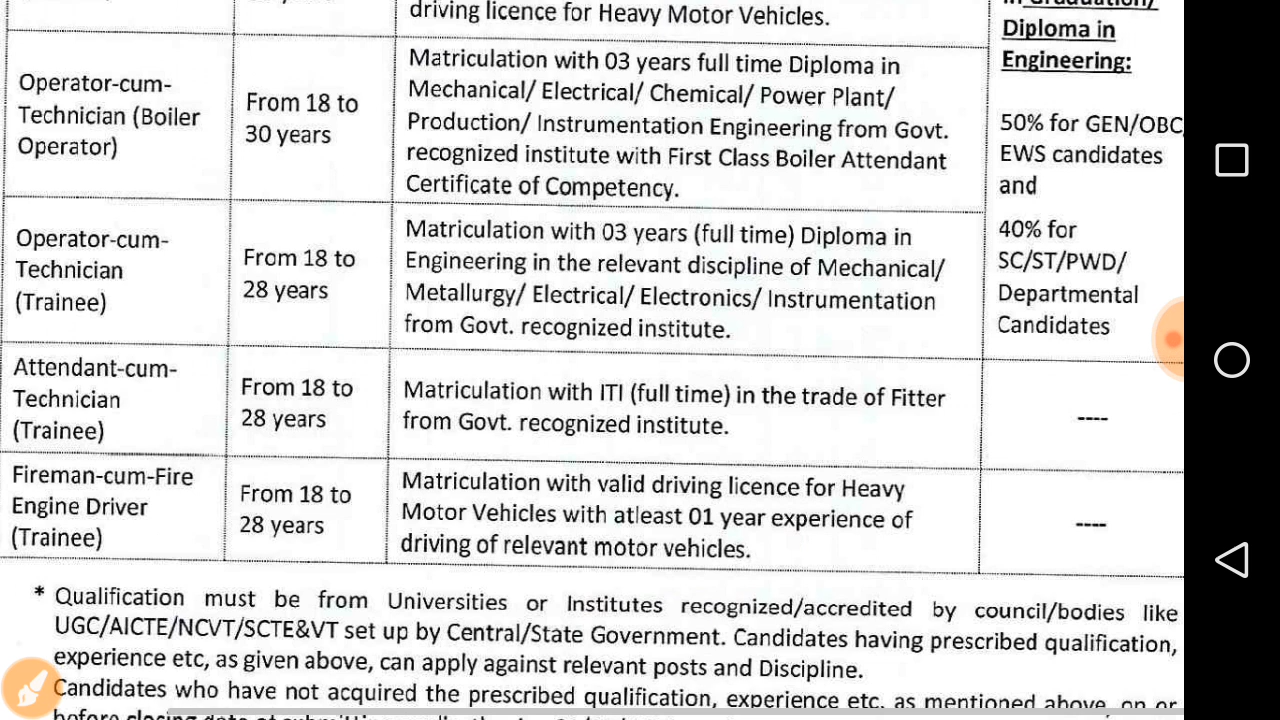 driving licence for Heavy Motor Vehicles.
Diploma in
Engineering:
50% for GEN/OBC
EWS candidates
and
40% for
SC/ST/PWD/
Departmental
Candidates
Operator-cum-
Technician (Boiler
Operator)
From 18 to
30 years
Matriculation with 03 years full time Diploma in
Mechanical/ Electrical/ Chemical/ Power Plant/
Production/ Instrumentation Engineering from Govt.
recognized institute with First Class Boiler Attendant
Certificate of Competency.
Operator-cum-
Technician
(Trainee)
From 18 to
28 years
Matriculation with 03 years (full time) Diploma in
Engineering in the relevant discipline of Mechanical/
Metallurgy/ Electrical/ Electronics/ Instrumentation
from Govt. recognized institute.
Attendant-cum-
Technician
(Trainee)
From 18 to
28 years
Matriculation with ITI (full time) in the trade of Fitter
from Govt. recognized institute.
----
Fireman-cum-Fire
Engine Driver
(Trainee)
From 18 to
28 years
Matriculation with valid driving licence for Heavy
Motor Vehicles with atleast 01 year experience of
driving of relevant motor vehicles.
----
* Qualification must be from Universities or Institutes recognized/accredited by council/bodies like
UGC/AICTE/NCVT/SCTE&VT set up by Central/State Government. Candidates having prescribed qualification,
experience etc, as given above, can apply against relevant posts and Discipline.
Candidates who have not acquired the prescribed qualification, experience etc. as mentioned above, on or